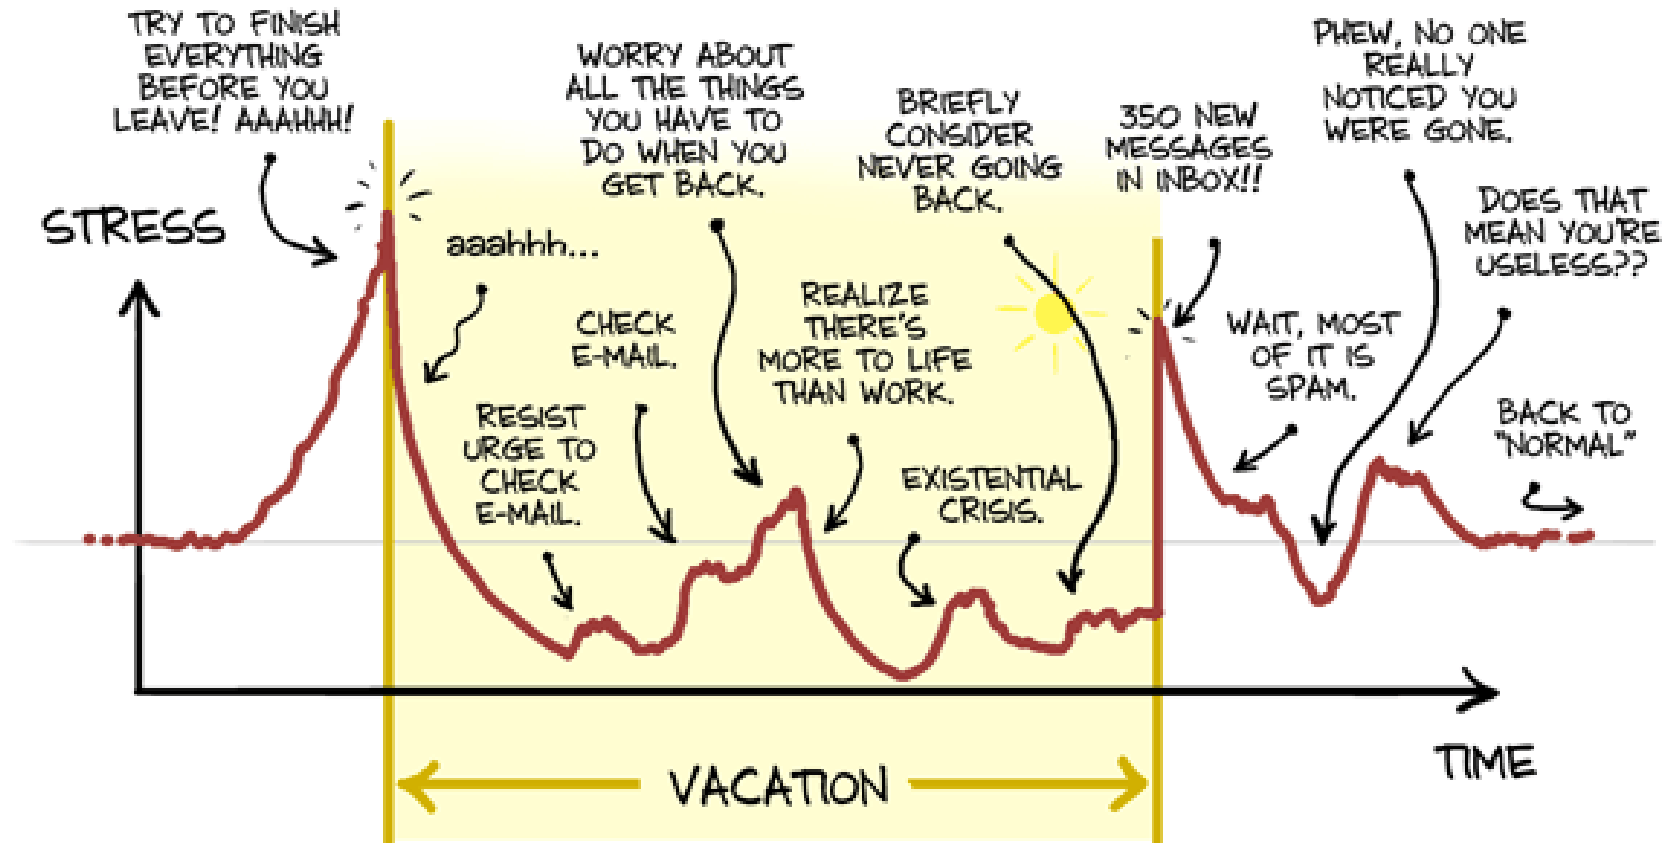 TRY TO FINISH
EVERYTHING
BEFORE YOU
LEAVE! AAAHHH!
STRESS
aaahhh...
RESIST
URGE TO
CHECK
E-MAIL.
CHECK
E-MAIL.
WORRY ABOUT
ALL THE THINGS
YOU HAVE TO
DO WHEN YOU
GET BACK.
REALIZE
THERE'S
MORE TO LIFE
THAN WORK.
EXISTENTIAL
CRISIS.
BRIEFLY
CONSIDER
NEVER GOING
BACK.
350 NEW
MESSAGES
IN INBOX!!
WAIT, MOST
OF IT IS
SPAM.
PHEW, NO ONE
REALLY
NOTICED YOU
WERE GONE.
DOES THAT
MEAN YOU'RE
USELESS??
BACK TO
"NORMAL"
VACATION
TIME